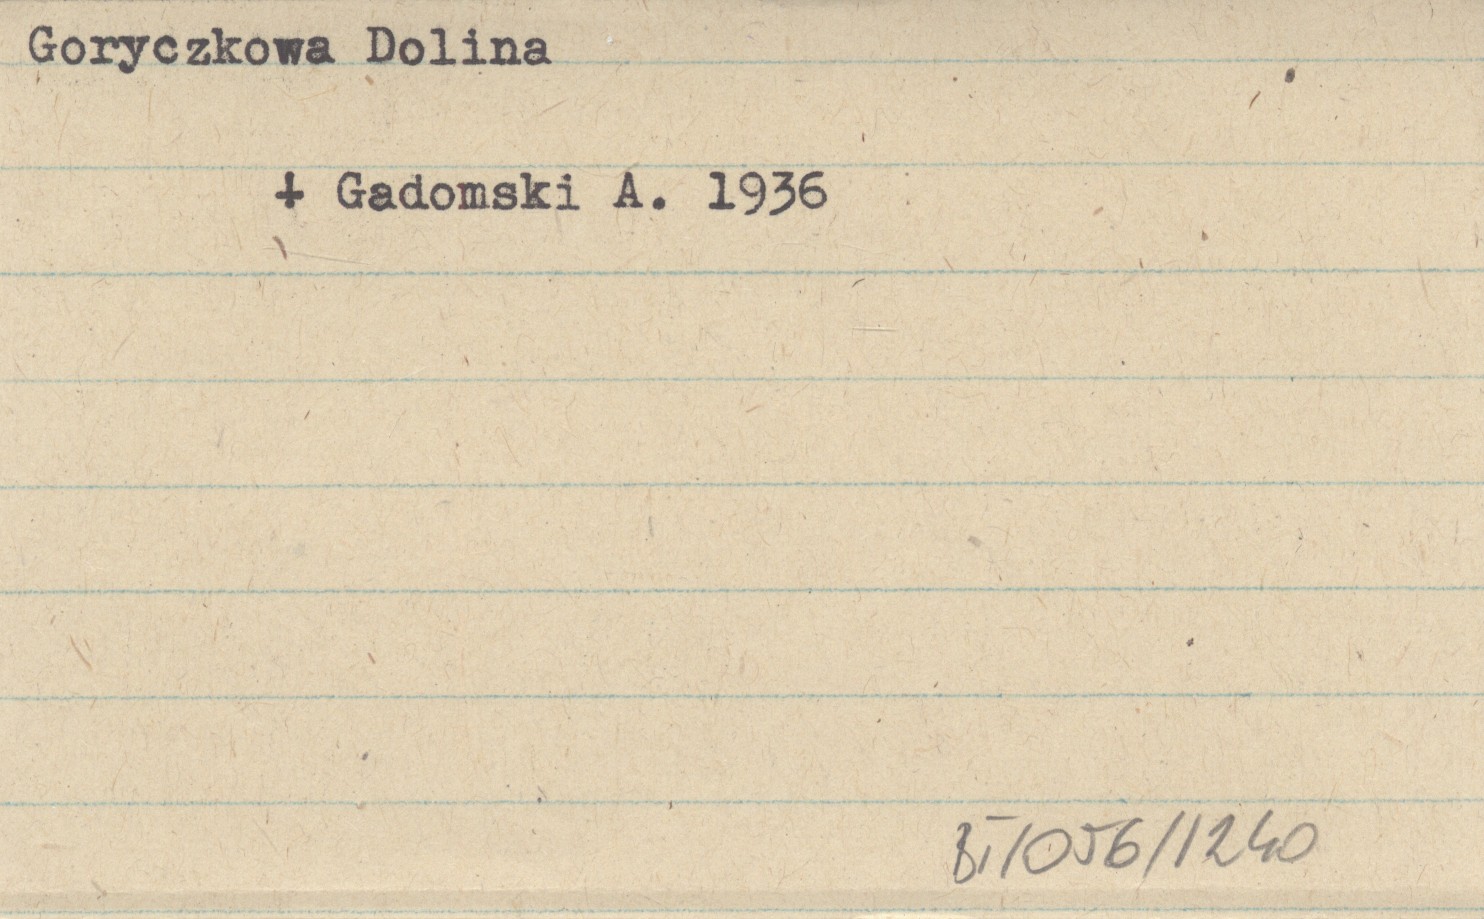 Goryczkowa Dolina
+ Gadomski A. 1936
BT/056/1240